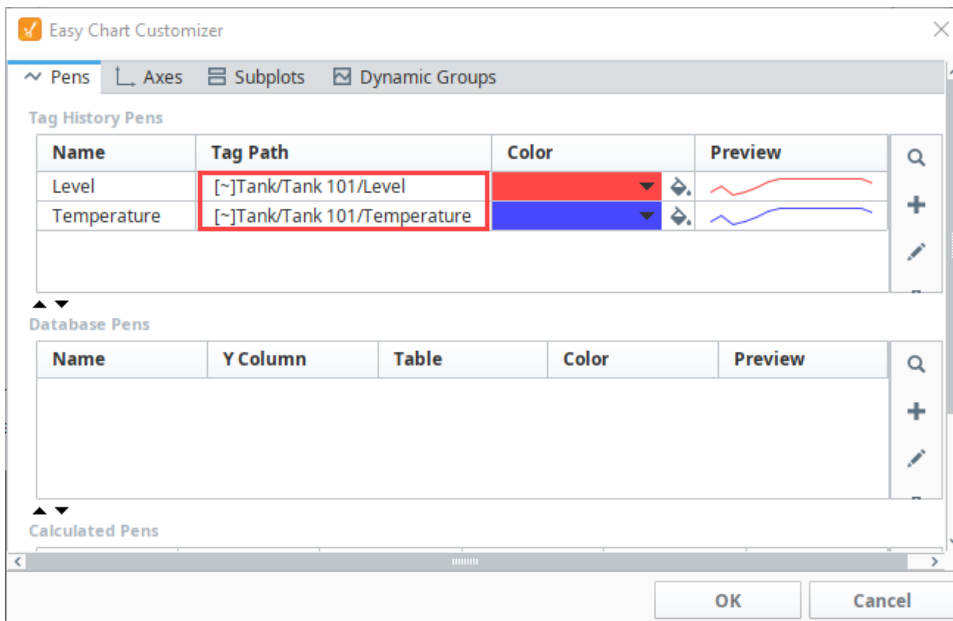 Easy Chart Customizer
Pens Axes Subplots Dynamic Groups
Tag History Pens
Name Tag Path Color Preview
Level [~]Tank/Tank 101/Level
Temperature [~]Tank/Tank 101/Temperature
Database Pens
Name Y Column Table Color Preview
Calculated Pens
OK Cancel